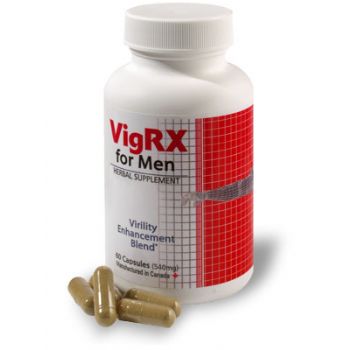 VigRX
for Men
HERBAL SUPPLEMENT
Virility
Enhancement
Blend*
60 Capsules (540mg)
Manufactured in Canada